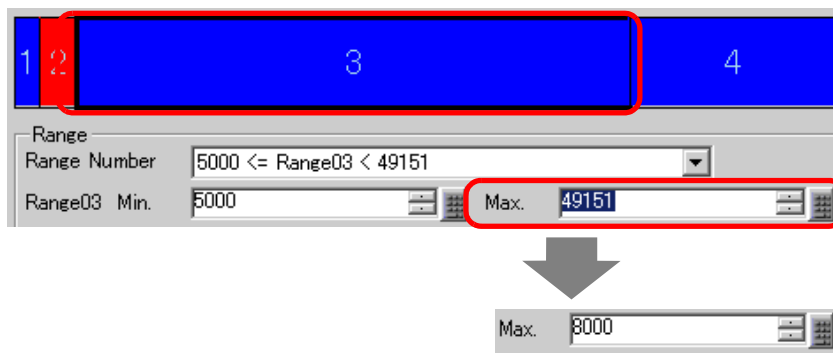 1 2 3 4
Range
Range Number 5000 <= Range03 < 49151
Range03 Min. 5000 Max. 49151
Max. 8000